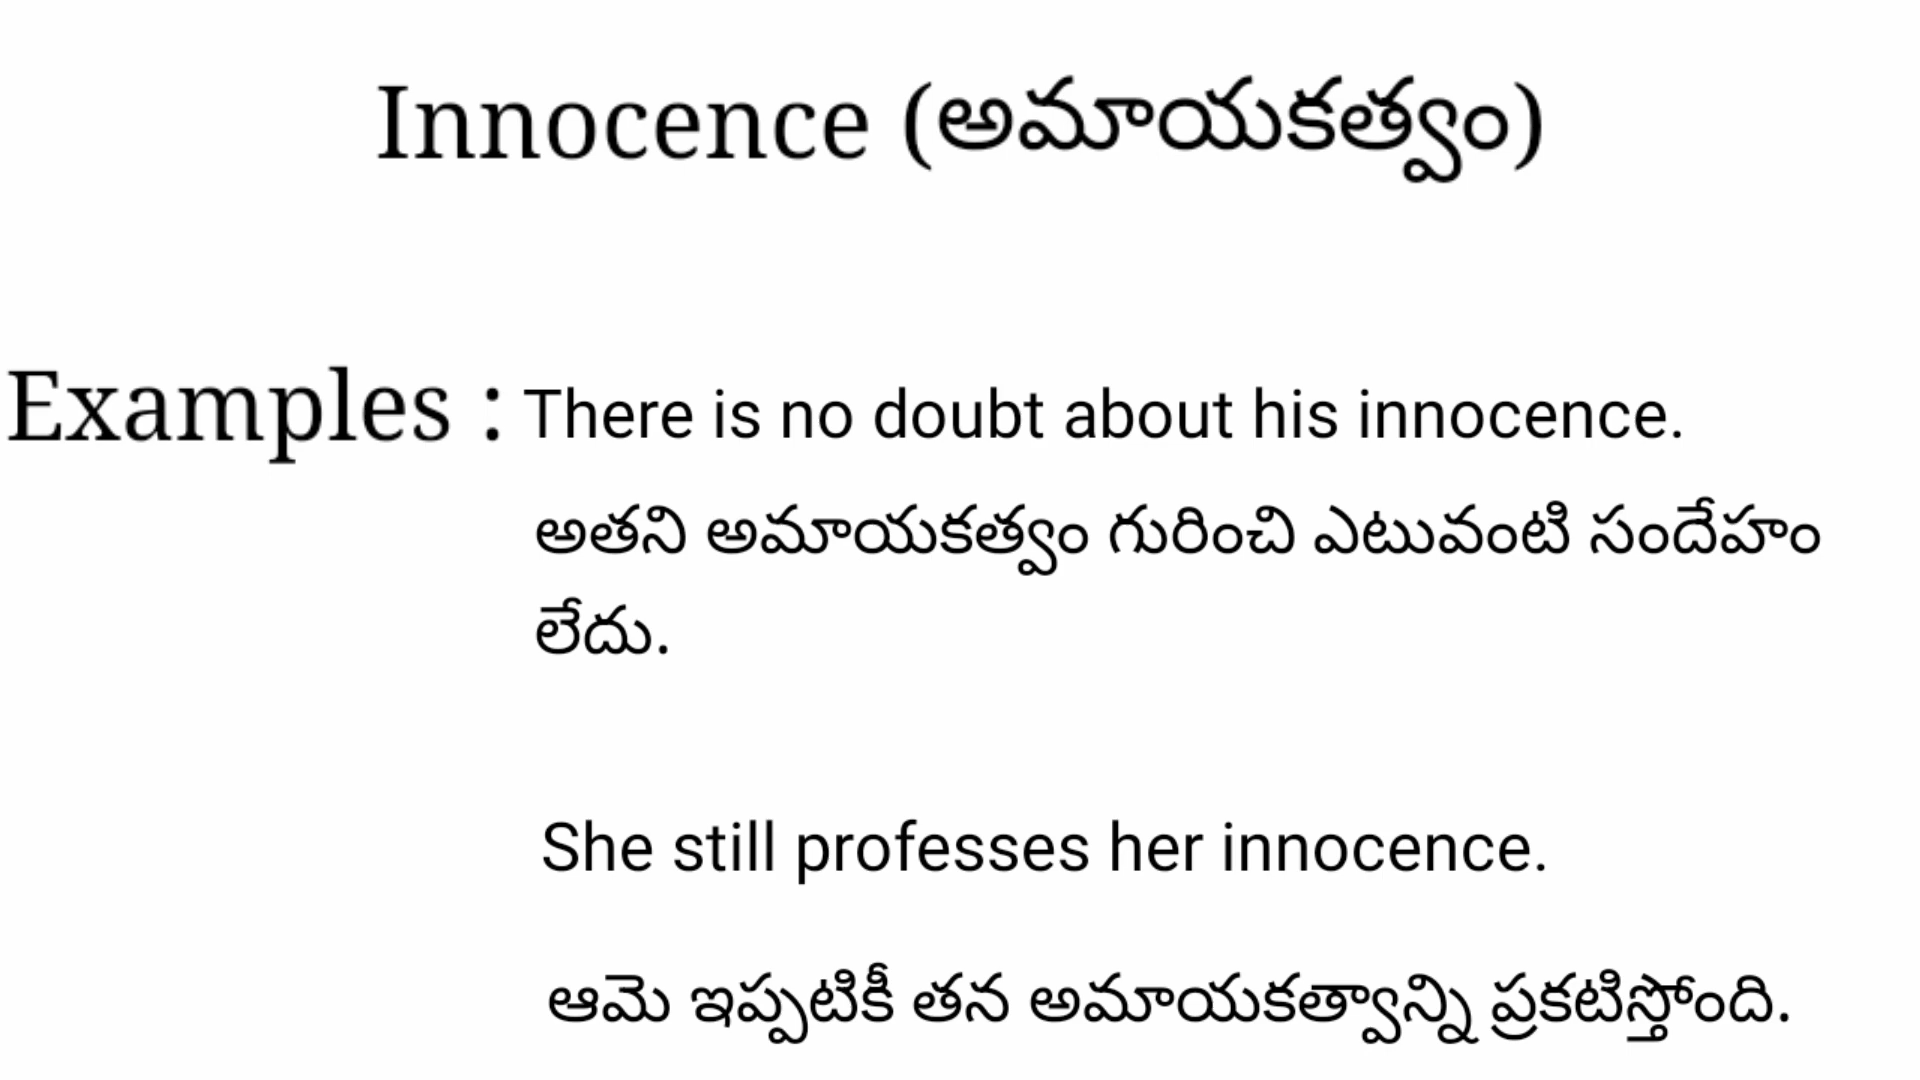 Innocence (అమాయకత్వం)
Examples : There is no doubt about his innocence.
అతని అమాయకత్వం గురించి ఎటువంటి సందేహం
లేదు.
She still professes her innocence.
ఆమె ఇప్పటికీ తన అమాయకత్వాన్ని ప్రకటిస్తోంది.